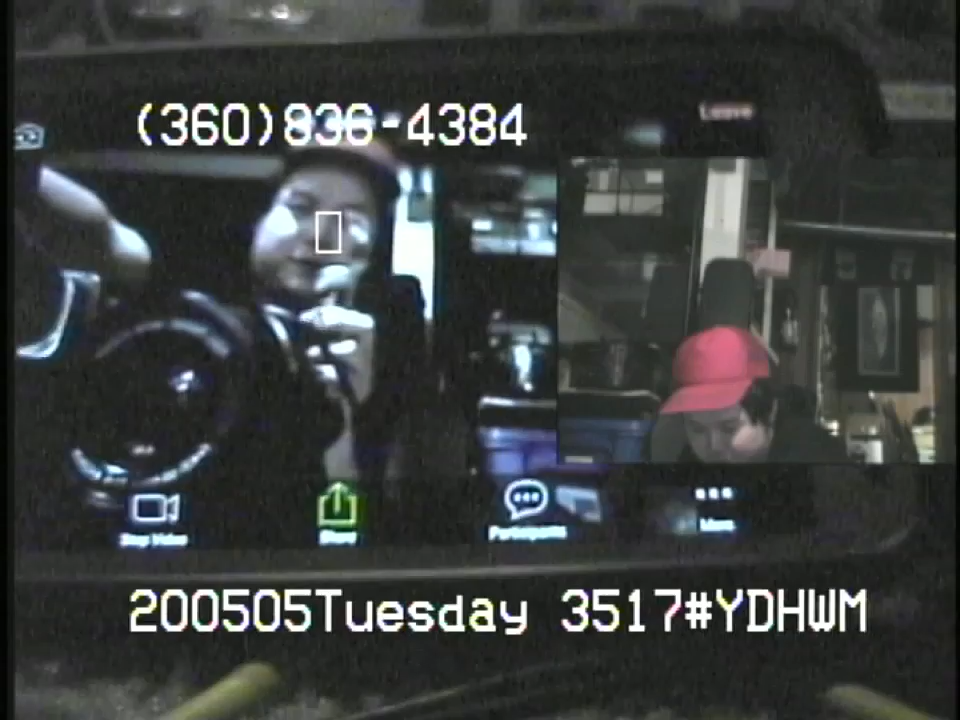 (360)836-4384
Leave
Stop Video
Share
Participants
More
200505Tuesday 3517#YDHWM